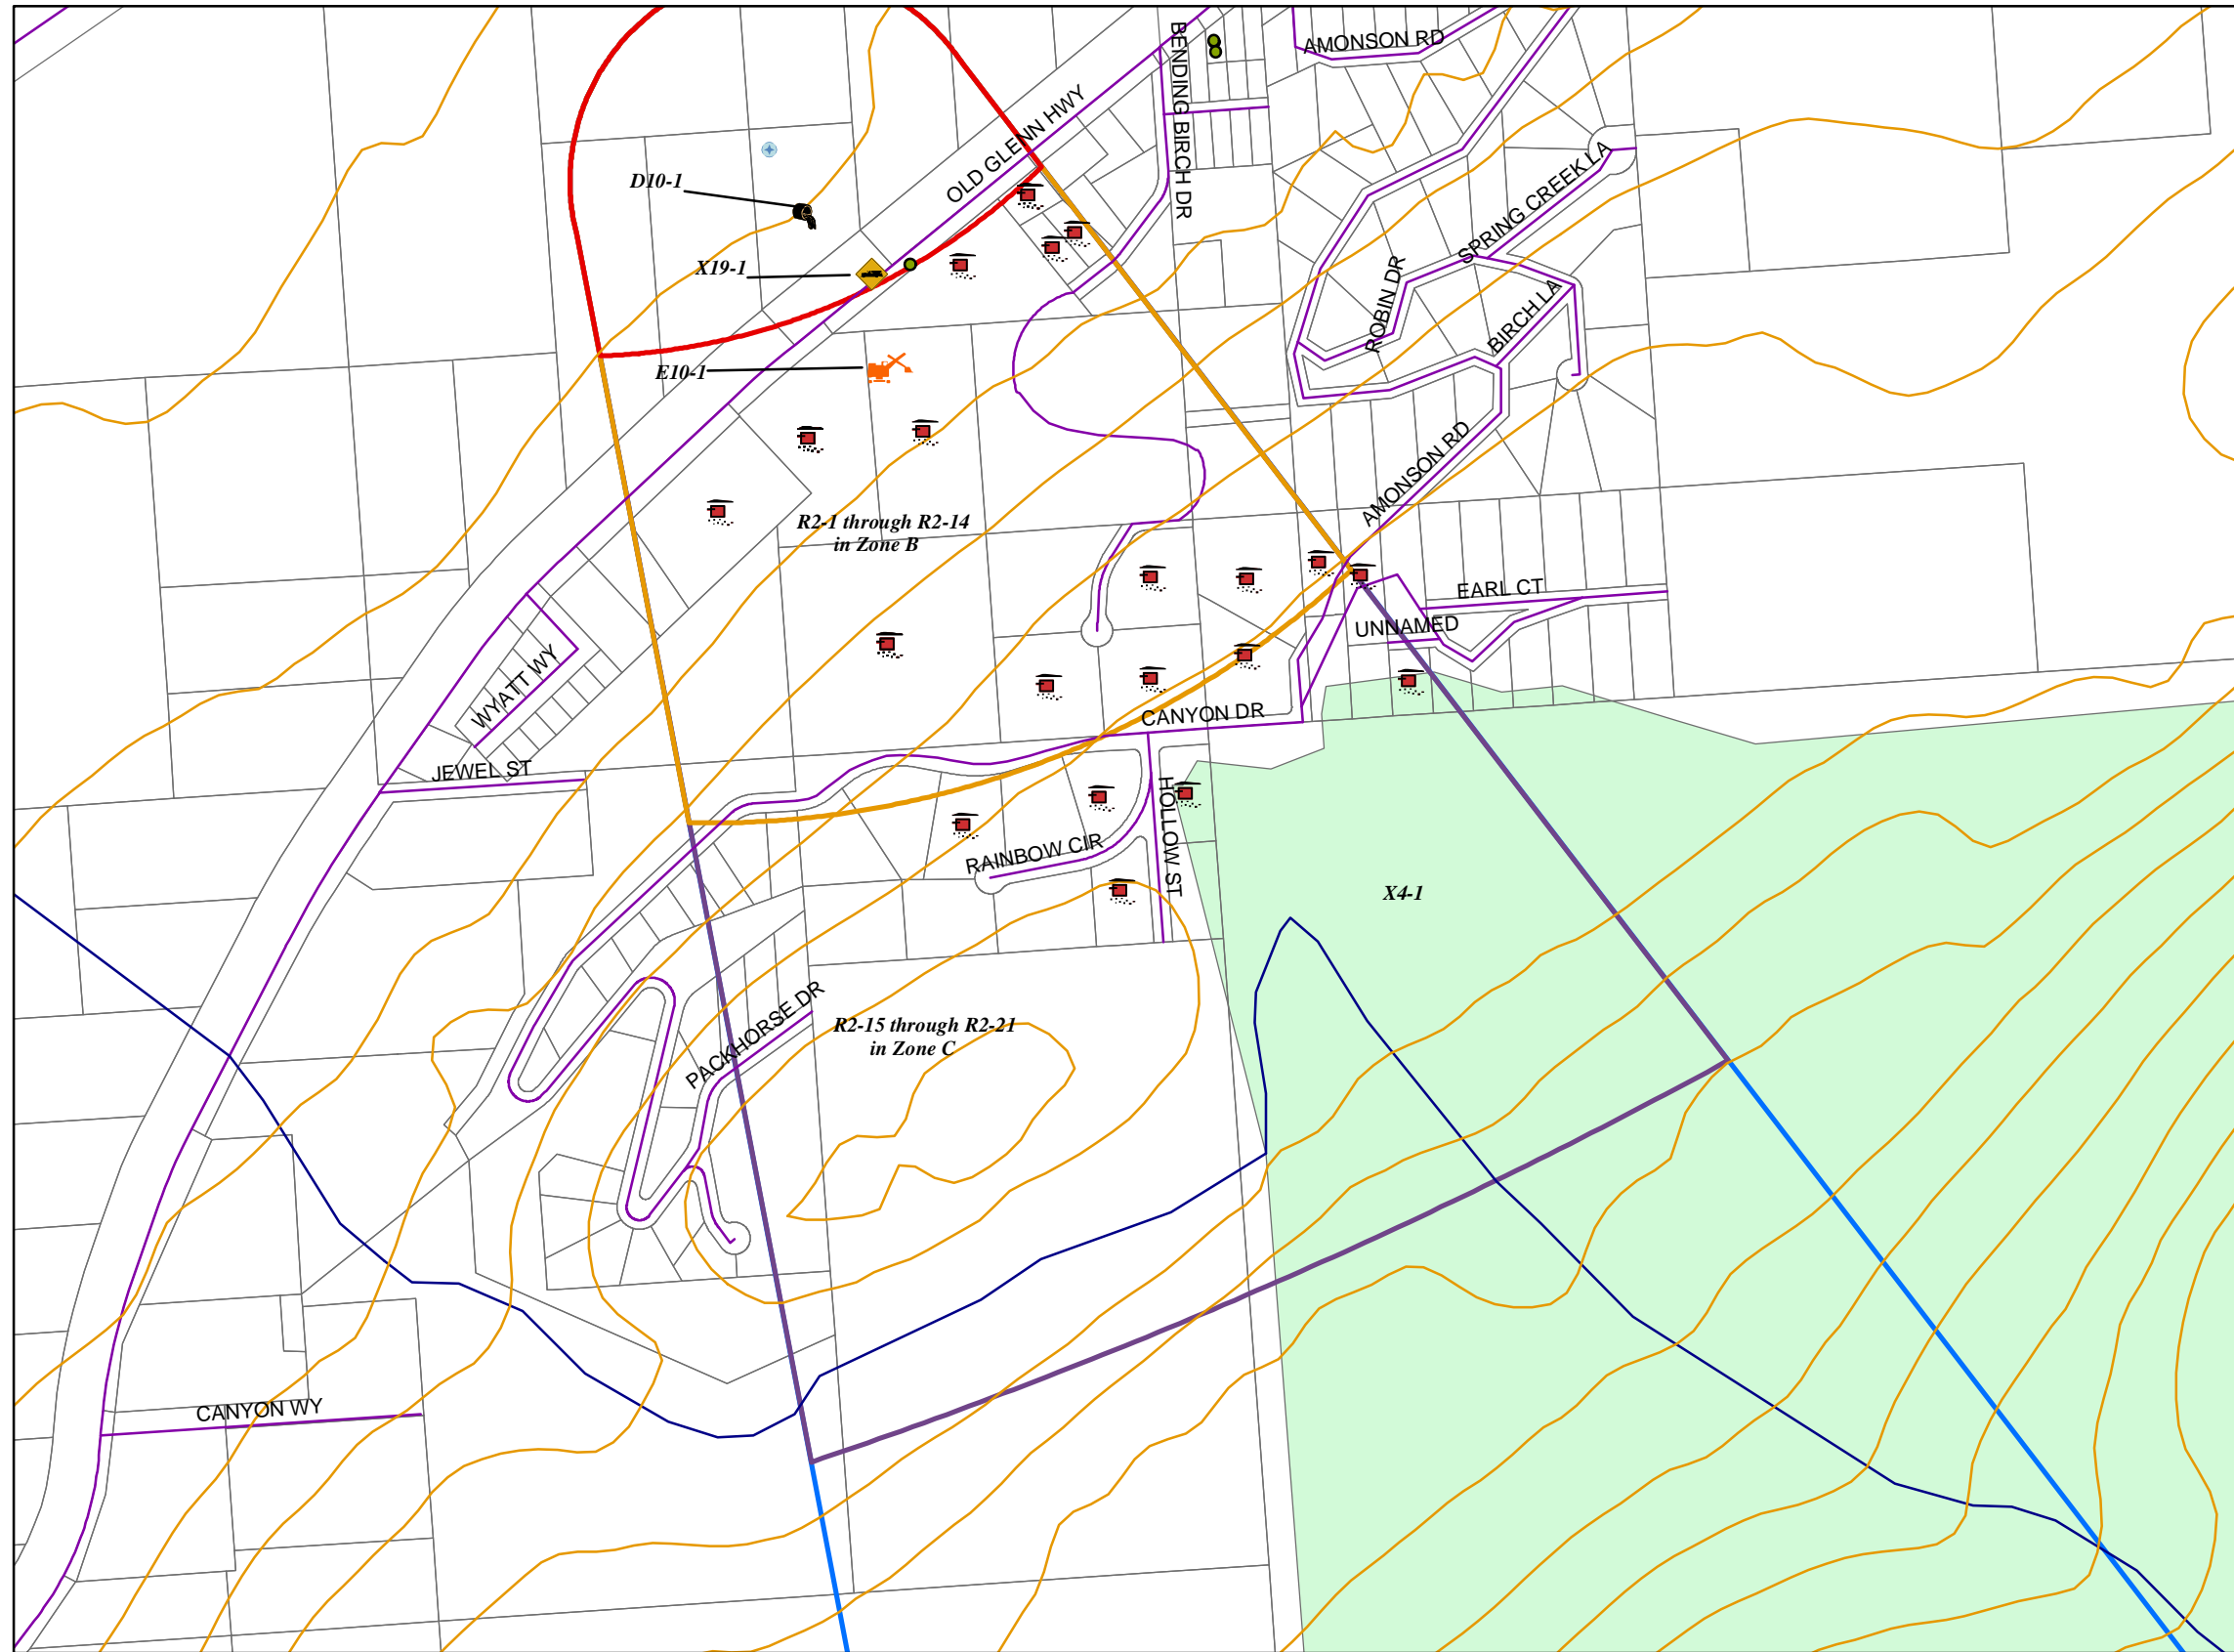 AMONSON RD
BENDING BIRCH DR
OLD GLENN HWY
D10-1
SPRING CREEK LA
X19-1
ROBIN DR
BIRCH LA
E10-1
AMONSON RD
R2-1 through R2-14
in Zone B
EARL CT
UNNAMED
WYATT WY
CANYON DR
JEWEL ST
HOLLOW ST
RAINBOW CIR
X4-1
PACKHORSE DR
R2-15 through R2-21
in Zone C
CANYON WY